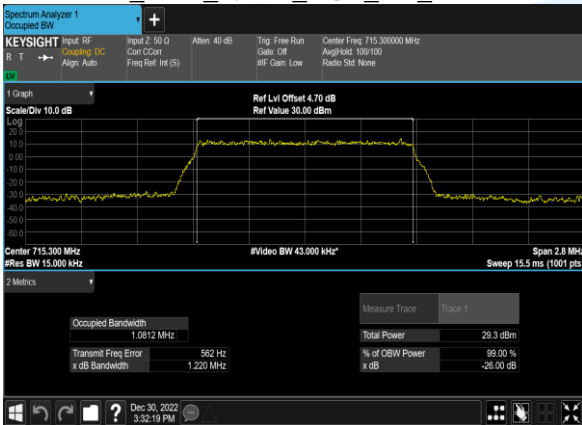 Spectrum Analyzer 1
Occupied BW
+
KEYSIGHT Input: RF Input Z: 50 Ω Atten: 40 dB Trig: Free Run Center Freq: 715.300000 MHz
R T Coupling: DC Corr CCorr Gate: Off Avg|Hold: 100/100
Align: Auto Freq Ref: Int (S) #IF Gain: Low Radio Std: None
LXI
1 Graph
Ref Lvl Offset 4.70 dB
Scale/Div 10.0 dB Ref Value 30.00 dBm
Log
20.0
10.0
0.00
-10.0
-20.0
-30.0
-40.0
-50.0
-60.0
Center 715.300 MHz #Video BW 43.000 kHz* Span 2.8 MHz
#Res BW 15.000 kHz Sweep 15.5 ms (1001 pts
2 Metrics
Measure Trace Trace 1
Occupied Bandwidth
1.0812 MHz Total Power 29.3 dBm
Transmit Freq Error 562 Hz % of OBW Power 99.00 %
x dB Bandwidth 1.220 MHz x dB -26.00 dB
? Dec 30, 2022
3:32:19 PM